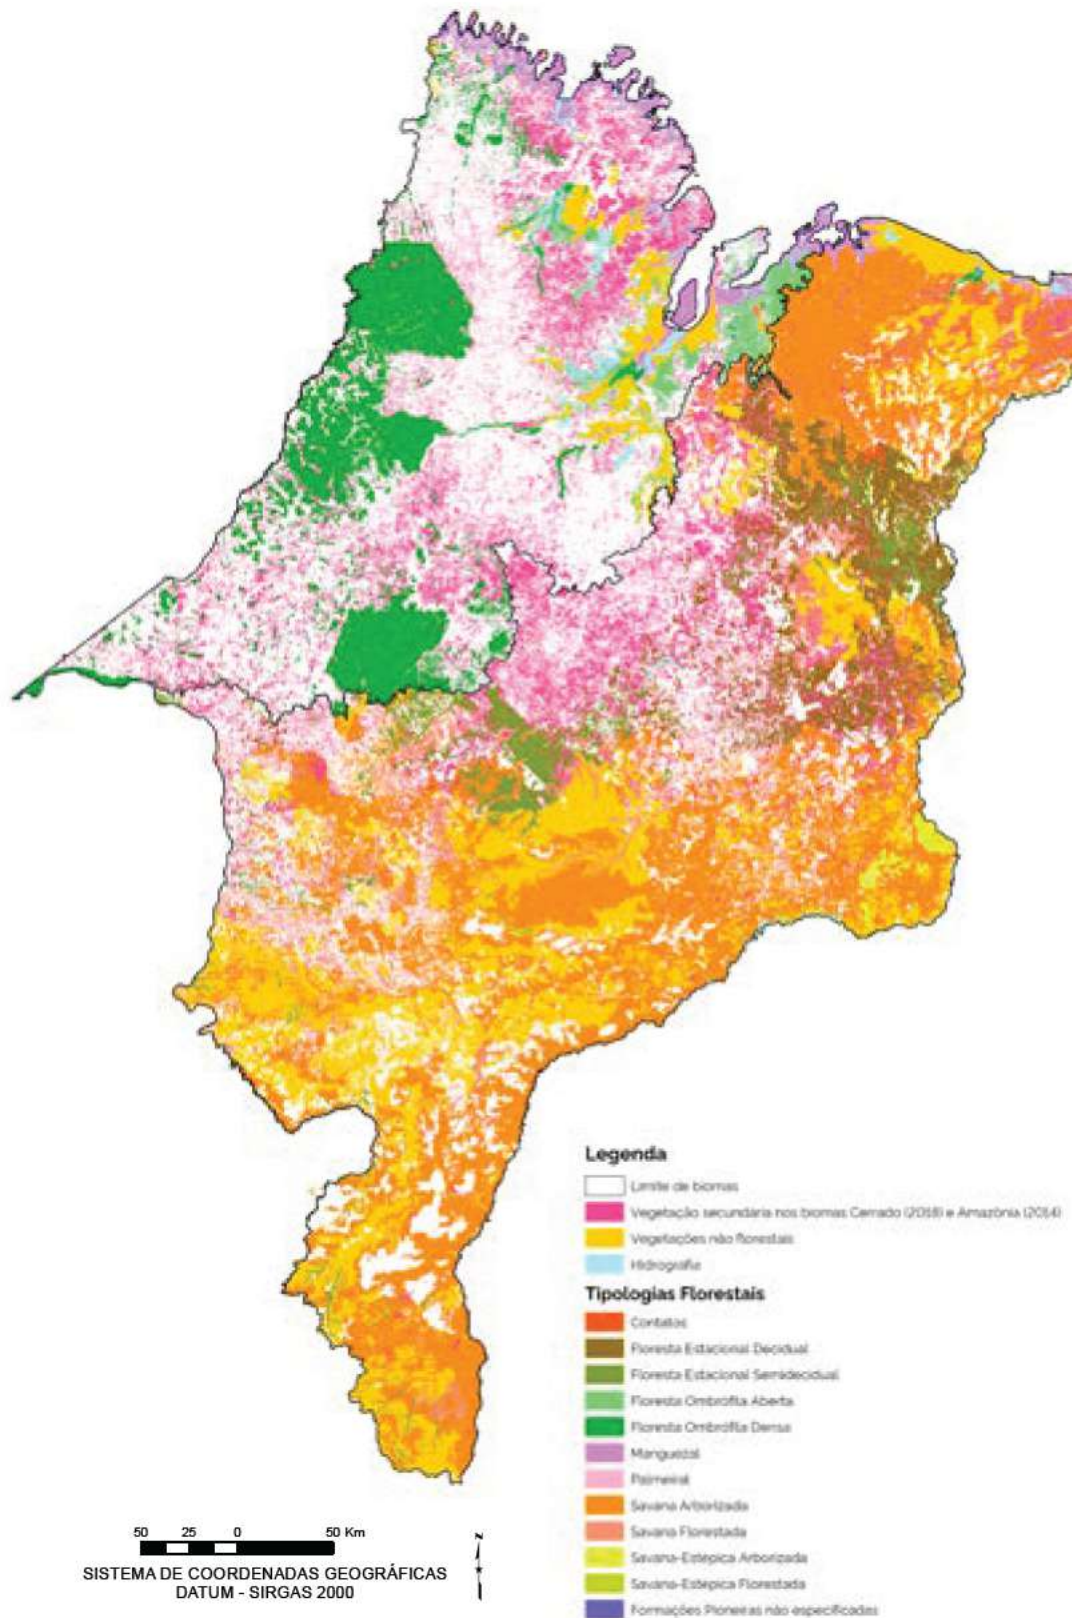 Legenda
Limite de biomas
Vegetação secundária nos biomas Cerrado (2018) e Amazônia (2014)
Vegetações não florestais
Hidrografia
Tipologias Florestais
Contatos
Floresta Estacional Decidual
Floresta Estacional Semidecidual
Floresta Ombrófila Aberta
Floresta Ombrófila Densa
Manguezal
Palmeiral
Savana Arborizada
Savana Florestada
Savana-Estépica Arborizada
Savana-Estépica Florestada
Formações Pioneiras não especificadas
50 25 0 50 Km
N
SISTEMA DE COORDENADAS GEOGRÁFICAS
DATUM - SIRGAS 2000